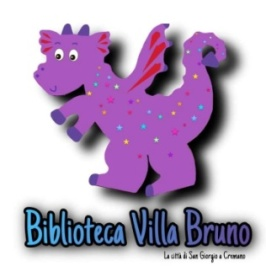 Biblioteca Villa Bruno
La città di San Giorgio a Cremano